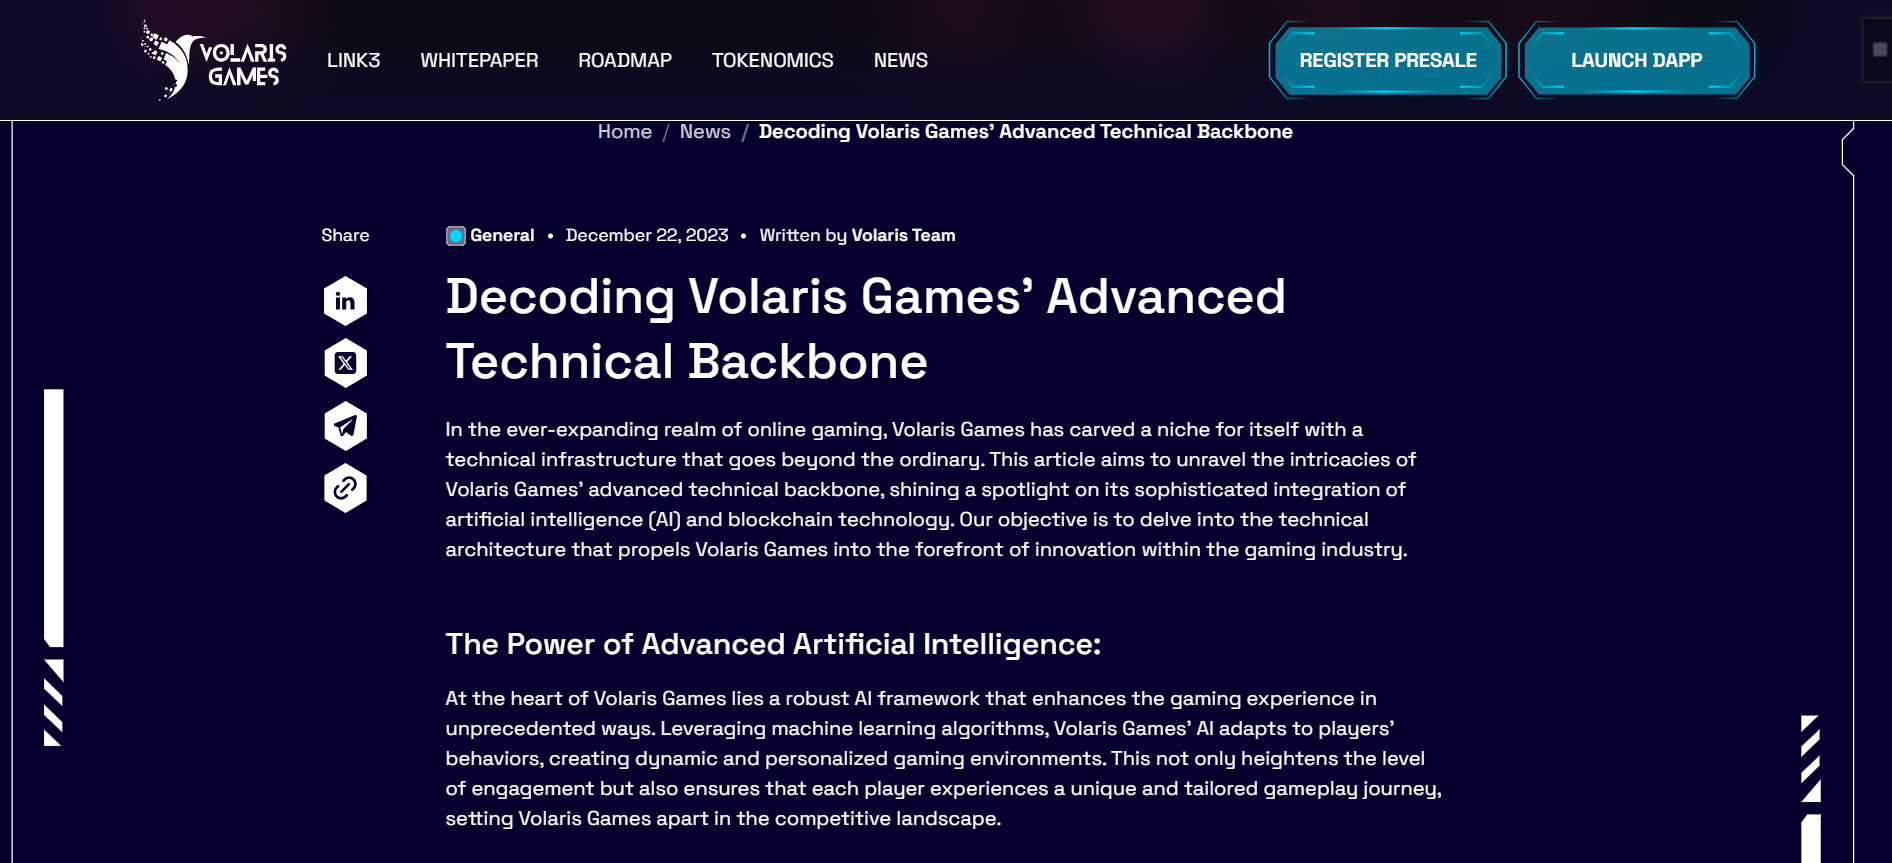 VOLARIS
GAMES
LINK3
WHITEPAPER
ROADMAP
TOKENOMICS
NEWS
REGISTER PRESALE
LAUNCH DAPP
Home / News / Decoding Volaris Games’ Advanced Technical Backbone
Share
General • December 22, 2023 • Written by Volaris Team
Decoding Volaris Games’ Advanced
Technical Backbone
In the ever-expanding realm of online gaming, Volaris Games has carved a niche for itself with a
technical infrastructure that goes beyond the ordinary. This article aims to unravel the intricacies of
Volaris Games’ advanced technical backbone, shining a spotlight on its sophisticated integration of
artificial intelligence (AI) and blockchain technology. Our objective is to delve into the technical
architecture that propels Volaris Games into the forefront of innovation within the gaming industry.
The Power of Advanced Artificial Intelligence:
At the heart of Volaris Games lies a robust AI framework that enhances the gaming experience in
unprecedented ways. Leveraging machine learning algorithms, Volaris Games’ AI adapts to players’
behaviors, creating dynamic and personalized gaming environments. This not only heightens the level
of engagement but also ensures that each player experiences a unique and tailored gameplay journey,
setting Volaris Games apart in the competitive landscape.